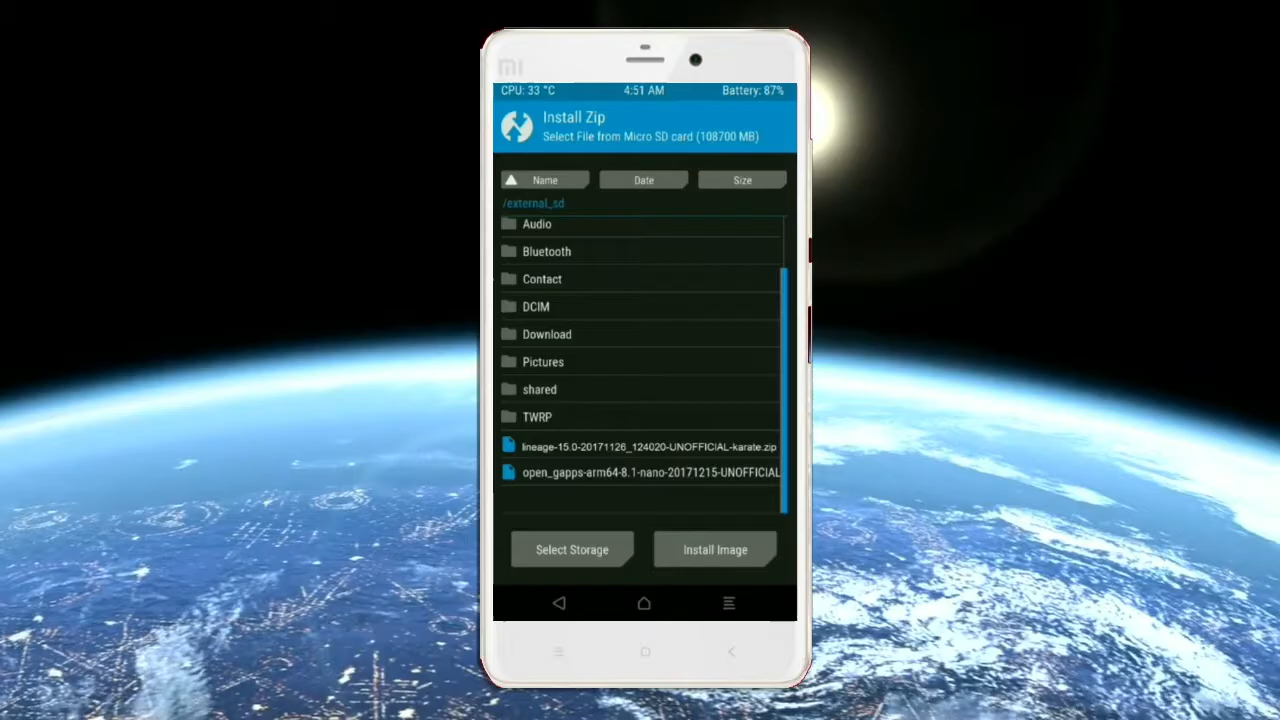 mi
CPU: 33 °C 4:51 AM Battery: 87%
Install Zip
Select File from Micro SD card (108700 MB)
Name Date Size
/external_sd
Audio
Bluetooth
Contact
DCIM
Download
Pictures
shared
TWRP
lineage-15.0-20171126_124020-UNOFFICIAL-karate.zip
open_gapps-arm64-8.1-nano-20171215-UNOFFICIAL
Select Storage Install Image